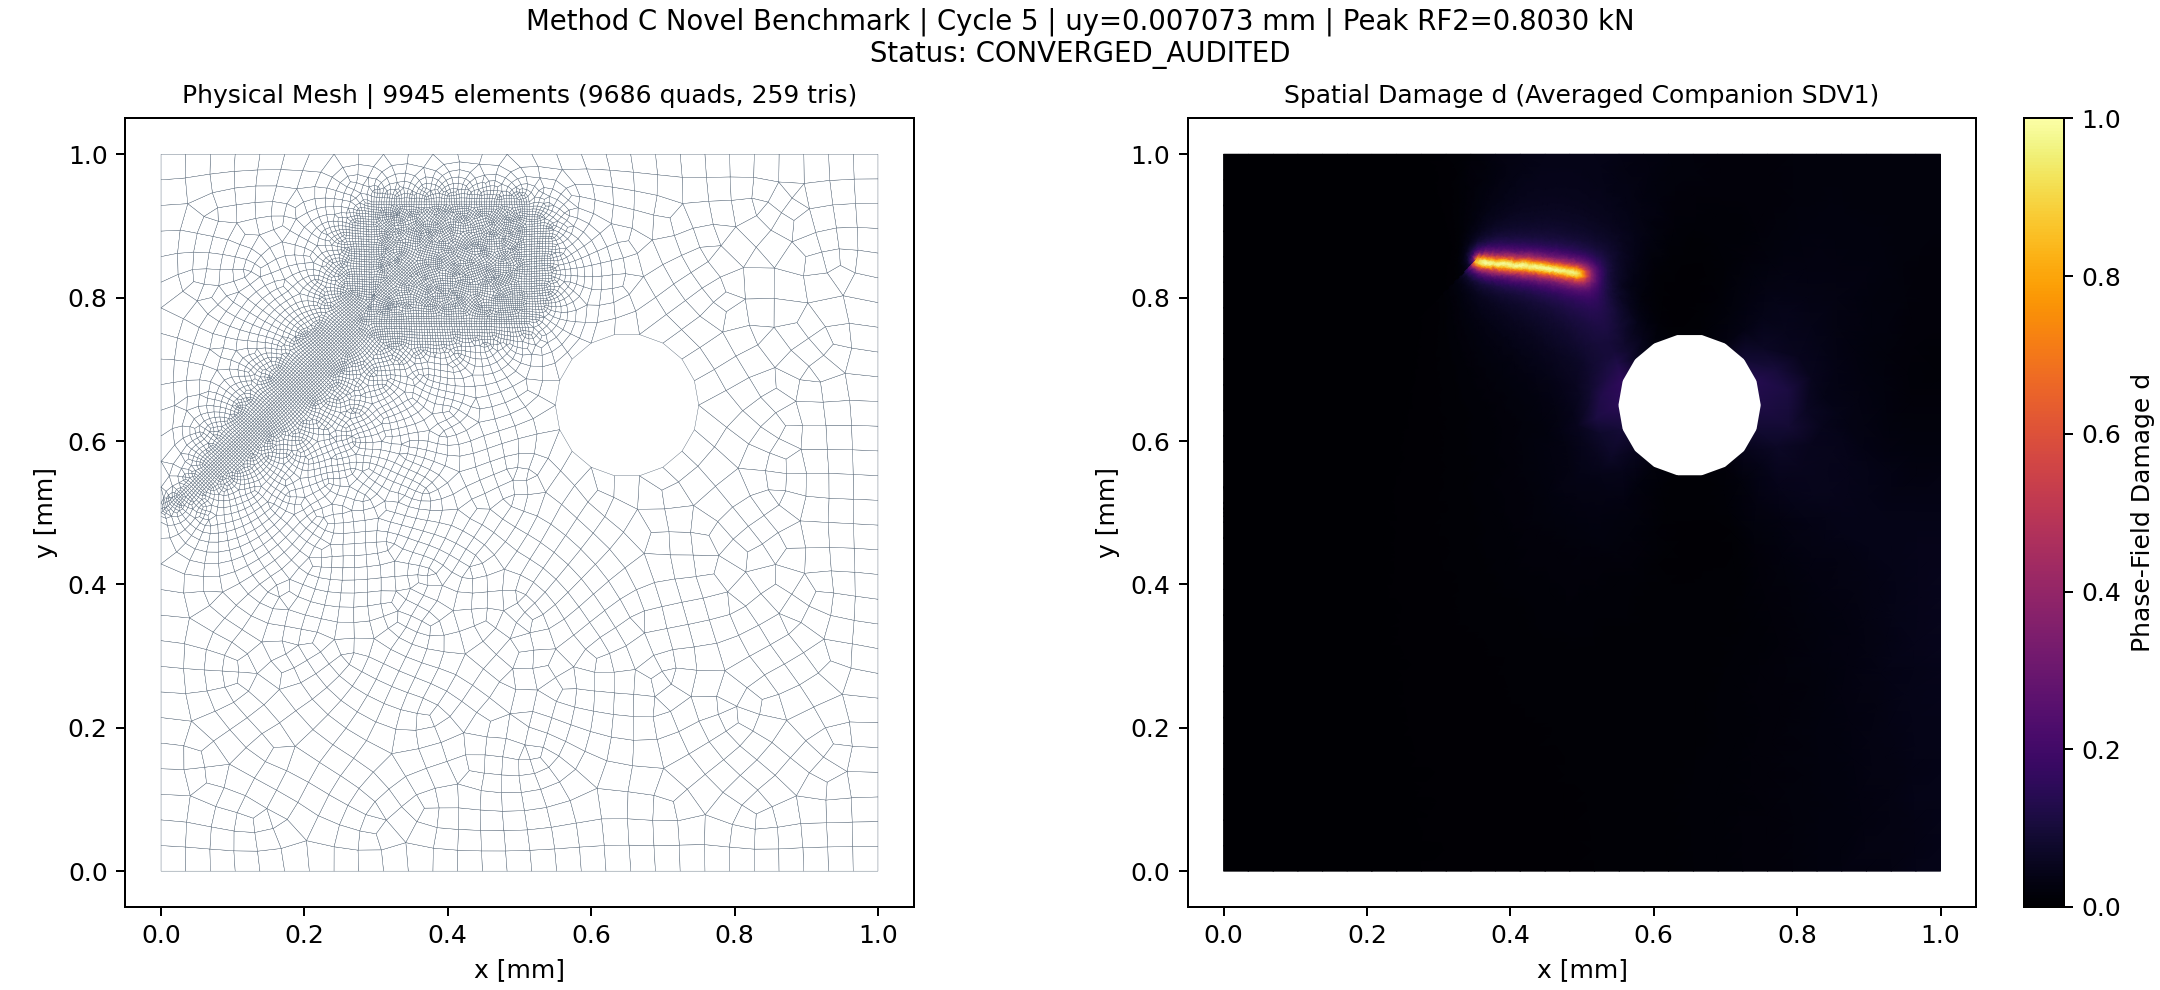 Method C Novel Benchmark | Cycle 5 | uy=0.007073 mm | Peak RF2=0.8030 kN
Status: CONVERGED_AUDITED
Physical Mesh | 9945 elements (9686 quads, 259 tris)
1.0
0.8
0.6
0.4
0.2
0.0
y [mm]
0.0 0.2 0.4 0.6 0.8 1.0
x [mm]
Spatial Damage d (Averaged Companion SDV1)
1.0
0.8
0.6
0.4
0.2
0.0
y [mm]
0.0 0.2 0.4 0.6 0.8 1.0
x [mm]
1.0
0.8
0.6
0.4
0.2
0.0
Phase-Field Damage d